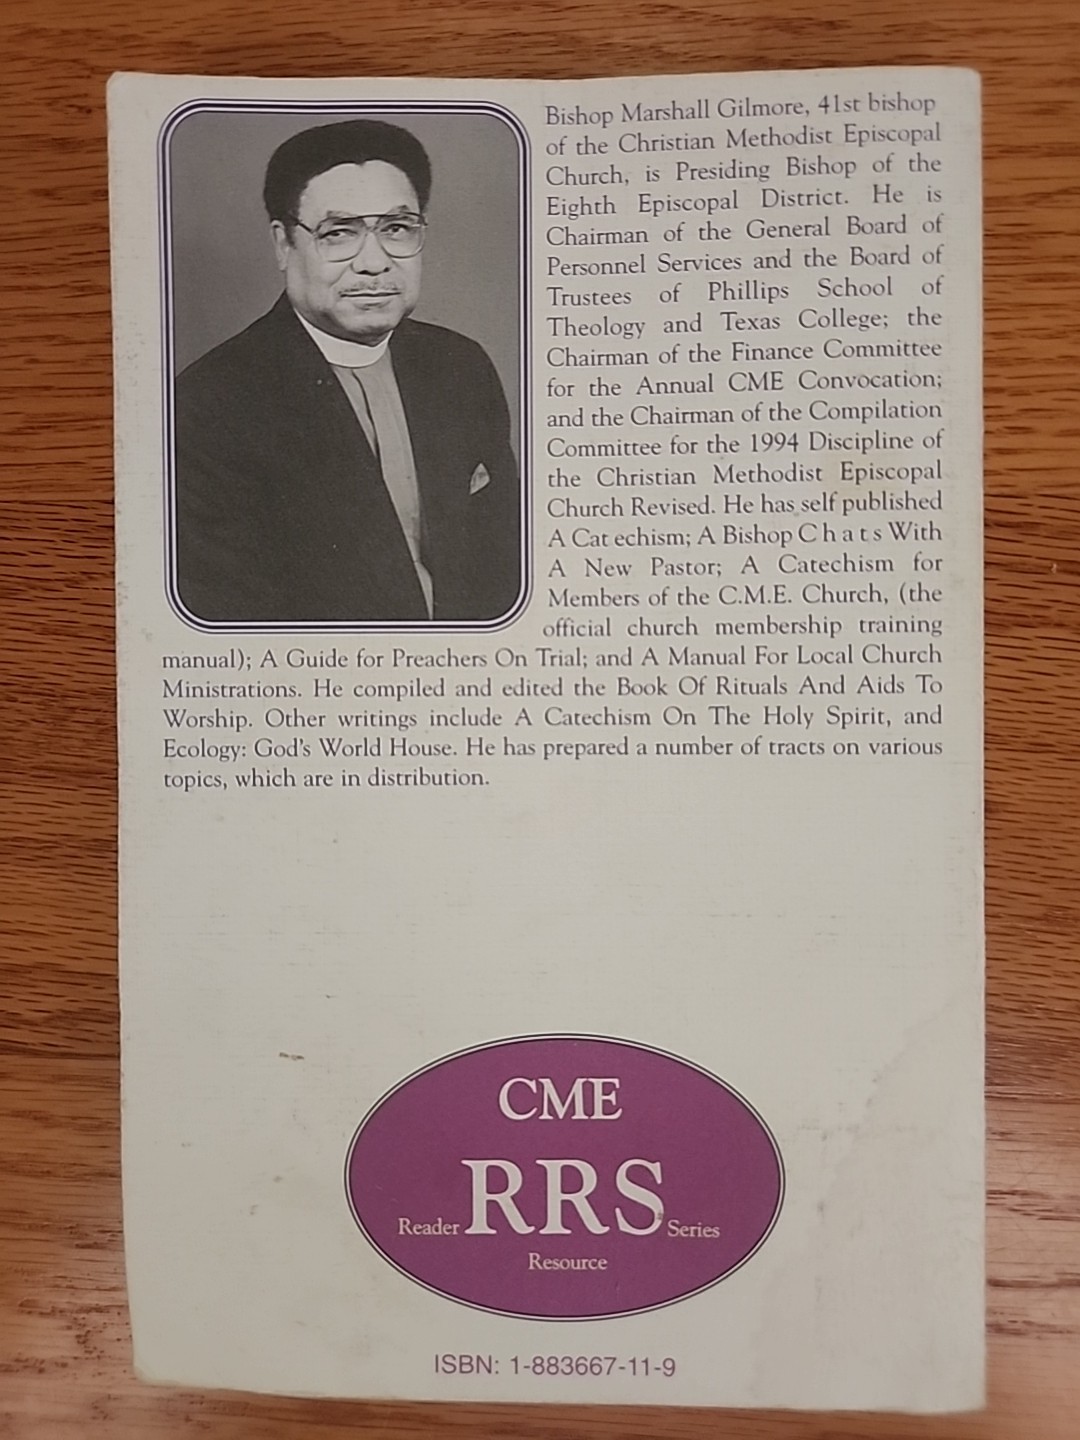 Bishop Marshall Gilmore, 41st bishop
of the Christian Methodist Episcopal
Church, is Presiding Bishop of the
Eighth Episcopal District. He is
Chairman of the General Board of
Personnel Services and the Board of
Trustees of Phillips School of
Theology and Texas College; the
Chairman of the Finance Committee
for the Annual CME Convocation;
and the Chairman of the Compilation
Committee for the 1994 Discipline of
the Christian Methodist Episcopal
Church Revised. He has self published
A Cat echism; A Bishop C h a t s With
A New Pastor; A Catechism for
Members of the C.M.E. Church, (the
official church membership training
manual); A Guide for Preachers On Trial; and A Manual For Local Church
Ministrations. He compiled and edited the Book Of Rituals And Aids To
Worship. Other writings include A Catechism On The Holy Spirit, and
Ecology: God's World House. He has prepared a number of tracts on various
topics, which are in distribution.
CME
Reader RRS Series
Resource
ISBN: 1-883667-11-9